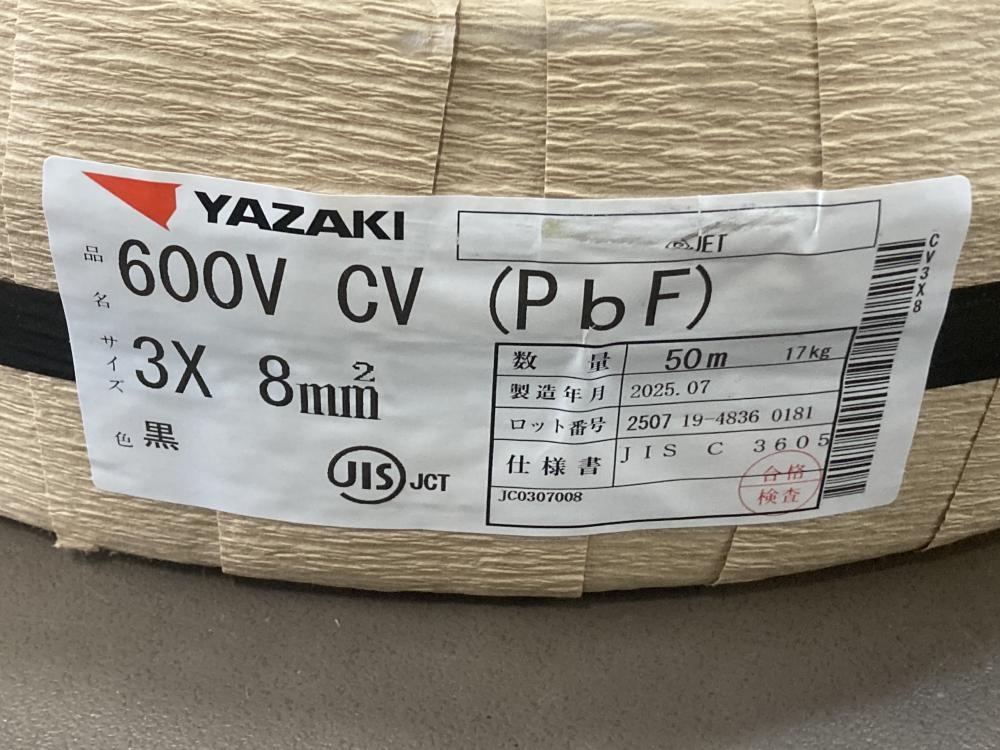 YAZAKI
JET
品名 600V CV (PbF)
サイズ 3X 8mm²
色 黒
JIS JCT
数量 50m 17kg
製造年月 2025.07
ロット番号 2507 19-4836 0181
仕様書 JIS C 3605
JC0307008
合格
検査
CV3X8